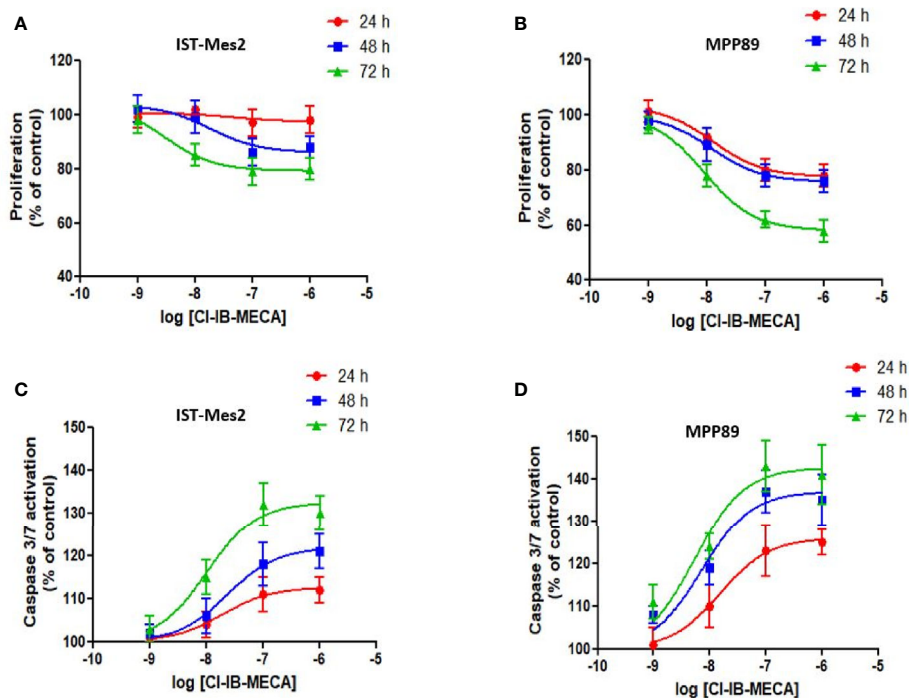 A
IST-Mes2
24 h
48 h
72 h
Proliferation
(% of control)
120
100
80
60
40
-10
-9
-8
-7
-6
-5
log [CI-IB-MECA]
B
MPP89
24 h
48 h
72 h
Proliferation
(% of control)
120
100
80
60
40
-10
-9
-8
-7
-6
-5
log [CI-IB-MECA]
C
IST-Mes2
24 h
48 h
72 h
Caspase 3/7 activation
(% of control)
150
140
130
120
110
100
-10
-9
-8
-7
-6
-5
log [CI-IB-MECA]
D
MPP89
24 h
48 h
72 h
Caspase 3/7 activation
(% of control)
150
140
130
120
110
100
-10
-9
-8
-7
-6
-5
log [CI-IB-MECA]